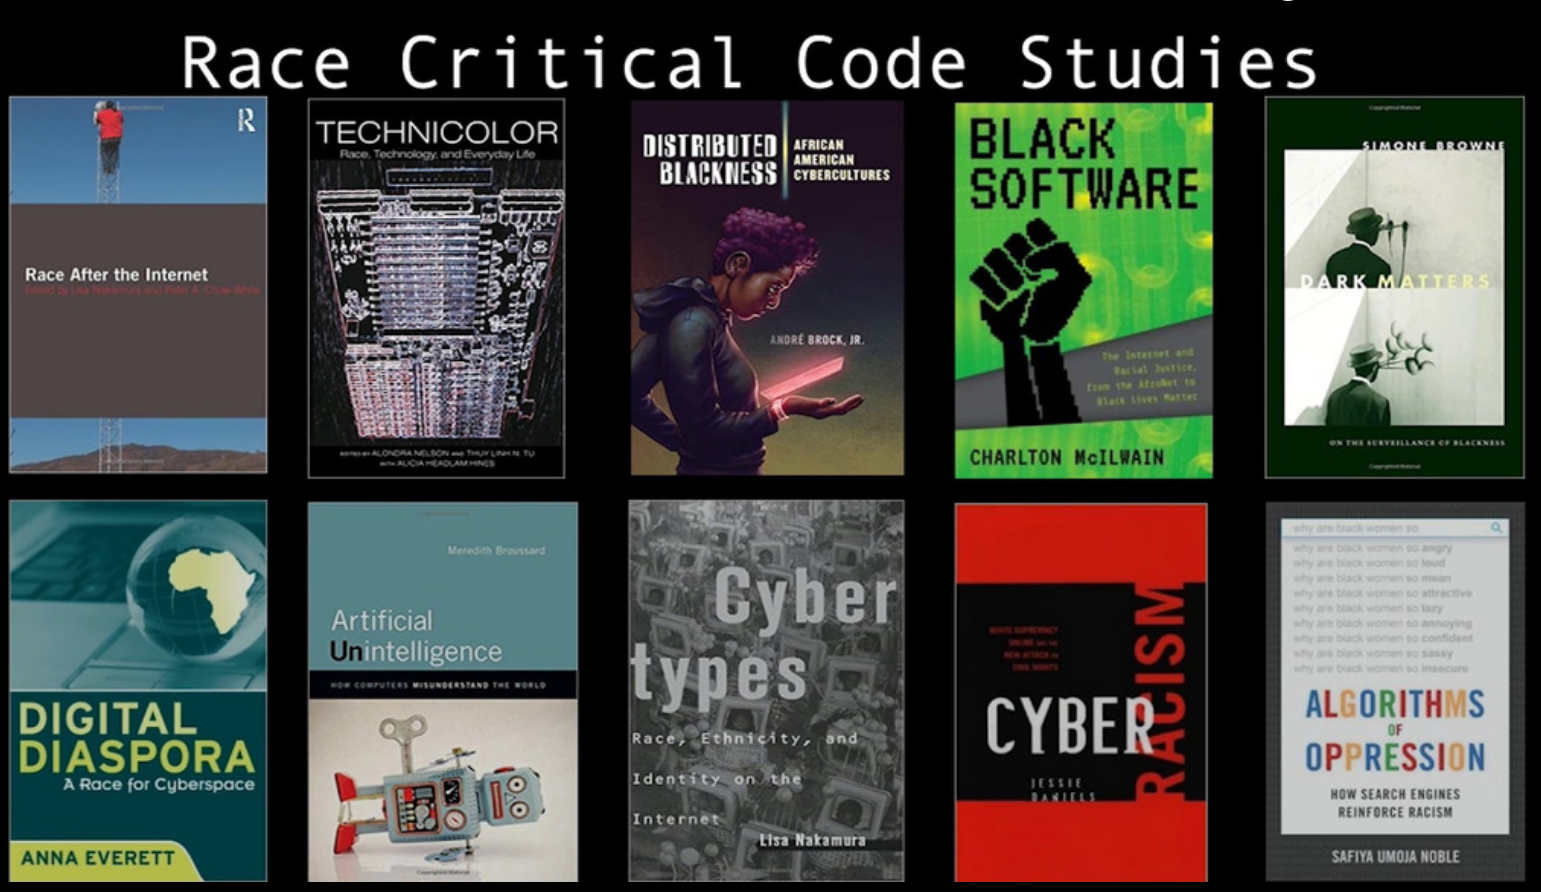 Race Critical Code Studies
R
Race After the Internet
Edited by Lisa Nakamura and Peter A. Chow-White
TECHNICOLOR
Race, Technology, and Everyday Life
EDITED BY ALONDRA NELSON AND THUY LINH N. TU
WITH ALICIA HEADLAM HINES
DISTRIBUTED
BLACKNESS
AFRICAN
AMERICAN
CYBERCULTURES
ANDRÉ BROCK, JR.
BLACK
SOFTWARE
The Internet and
Racial Justice,
from the AfroNet to
Black Lives Matter
CHARLTON McILWAIN
Copyrighted Material
SIMONE BROWNE
DARK MATTERS
ON THE SURVEILLANCE OF BLACKNESS
Copyrighted Material
DIGITAL
DIASPORA
A Race for Cyberspace
ANNA EVERETT
Meredith Broussard
Artificial
Unintelligence
HOW COMPUTERS MISUNDERSTAND THE WORLD
Copyrighted Material
Cyber
types
Race, Ethnicity, and
Identity on the
Internet
Lisa Nakamura
WHITE SUPREMACY
ONLINE AND THE
NEW ATTACK ON
CIVIL RIGHTS
CYBER
RACISM
JESSIE
DANIELS
why are black women so
why are black women so angry
why are black women so loud
why are black women so mean
why are black women so attractive
why are black women so lazy
why are black women so annoying
why are black women so confident
why are black women so sassy
why are black women so insecure
ALGORITHMS
OF
OPPRESSION
HOW SEARCH ENGINES
REINFORCE RACISM
SAFIYA UMOJA NOBLE